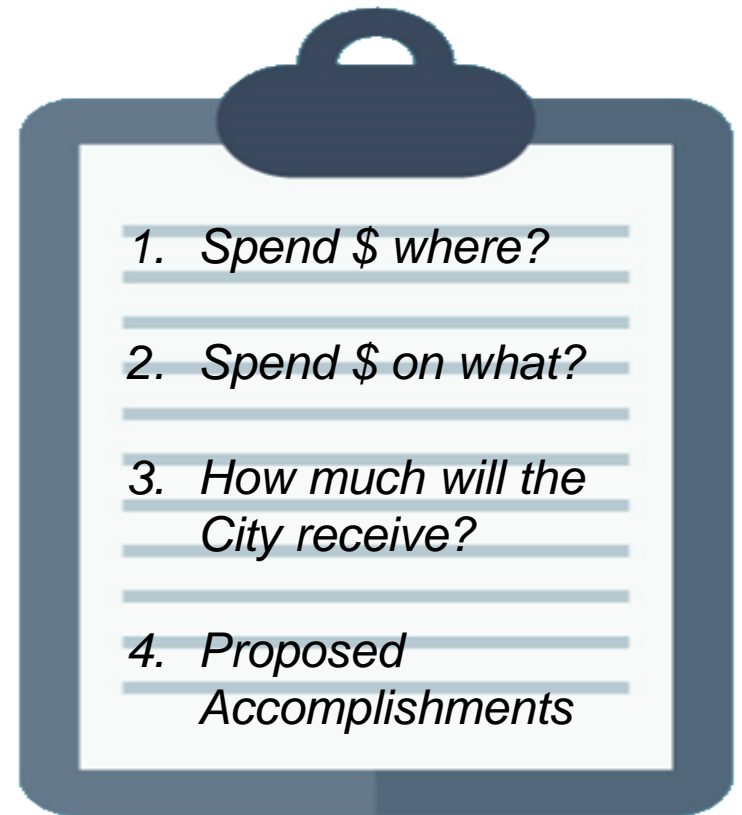 1. Spend $ where?
2. Spend $ on what?
3. How much will the
City receive?
4. Proposed
Accomplishments